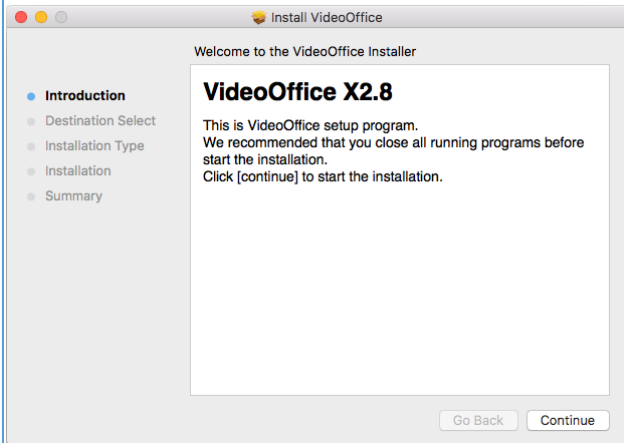 Install VideoOffice
Welcome to the VideoOffice Installer
Introduction
Destination Select
Installation Type
Installation
Summary
VideoOffice X2.8
This is VideoOffice setup program.
We recommended that you close all running programs before
start the installation.
Click [continue] to start the installation.
Go Back
Continue